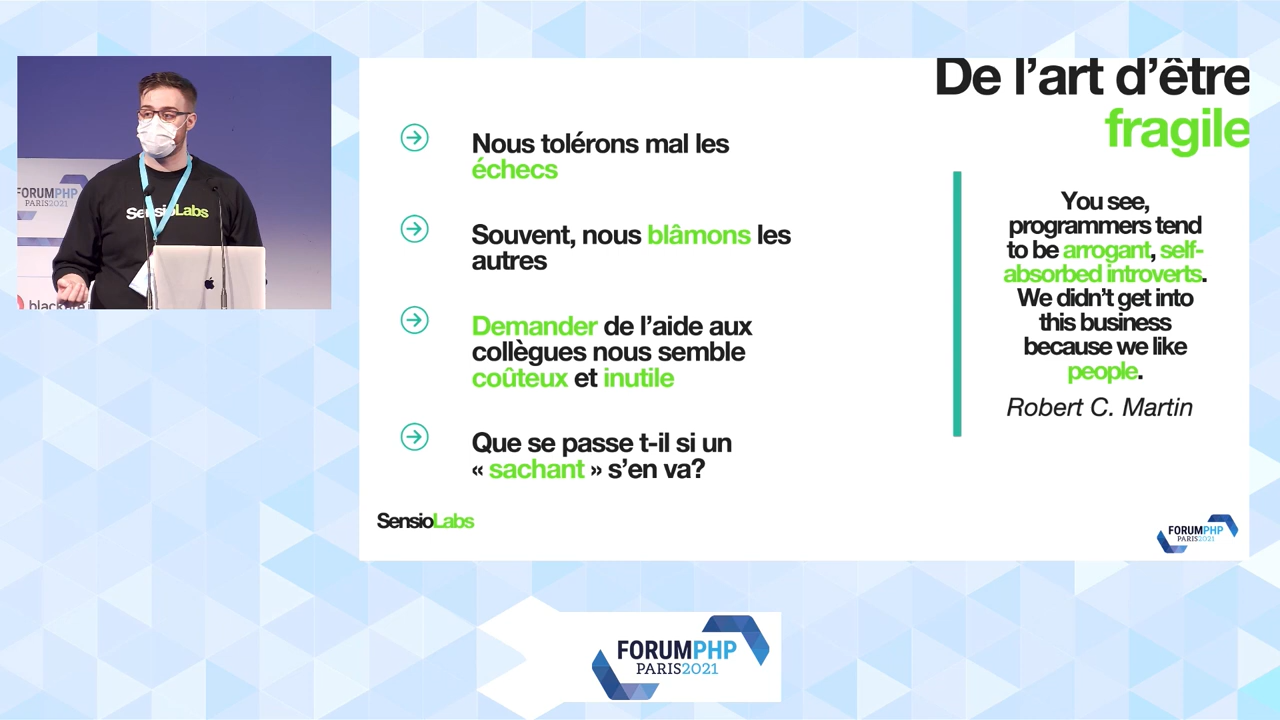 De l’art d’être
fragile
Nous tolérons mal les
échecs
Souvent, nous blâmons les
autres
Demander de l’aide aux
collègues nous semble
coûteux et inutile
Que se passe t-il si un
« sachant » s’en va?
You see,
programmers tend
to be arrogant, self-
absorbed introverts.
We didn’t get into
this business
because we like
people.
Robert C. Martin
SensioLabs
FORUMPHP
PARIS2021
FORUMPHP
PARIS2021
SensioLabs
FORUMPHP
PARIS2021